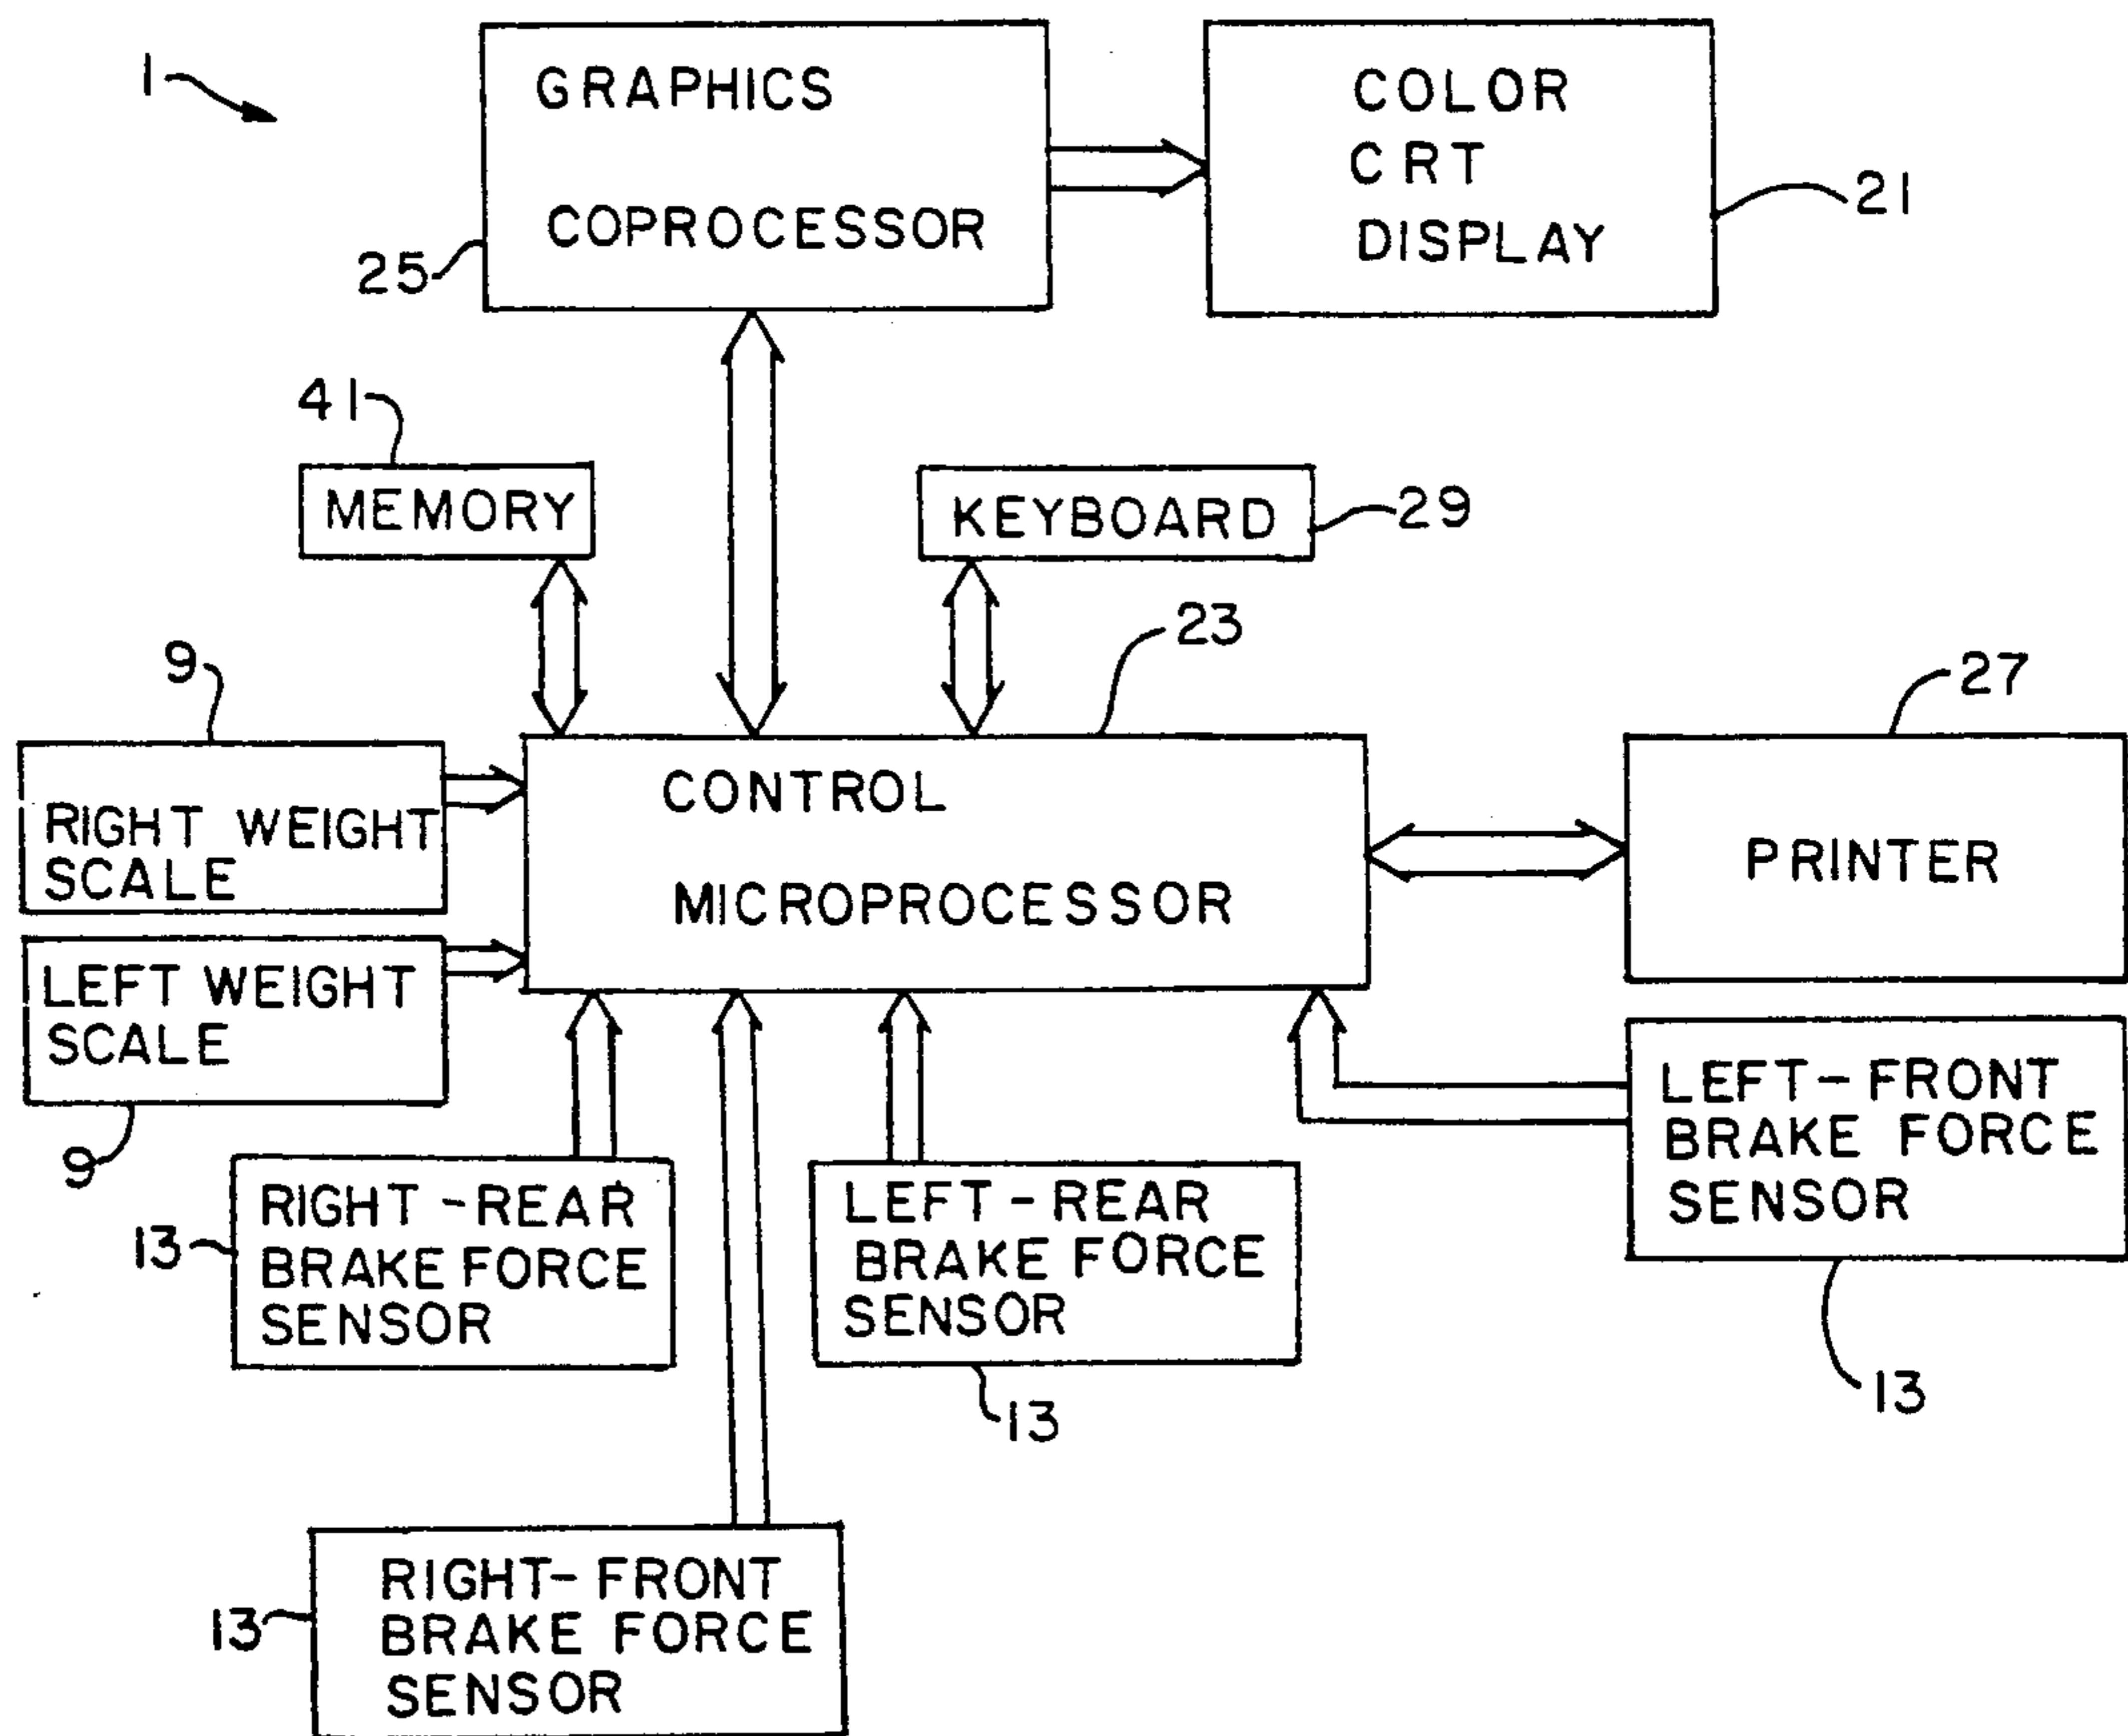 1
GRAPHICS
COPROCESSOR
25
COLOR
CRT
DISPLAY
21
41
MEMORY
KEYBOARD
29
23
9
27
RIGHT WEIGHT
SCALE
CONTROL
MICROPROCESSOR
PRINTER
LEFT WEIGHT
SCALE
9
RIGHT-REAR
BRAKE FORCE
SENSOR
13
LEFT-REAR
BRAKE FORCE
SENSOR
13
LEFT-FRONT
BRAKE FORCE
SENSOR
13
RIGHT-FRONT
BRAKE FORCE
SENSOR
13